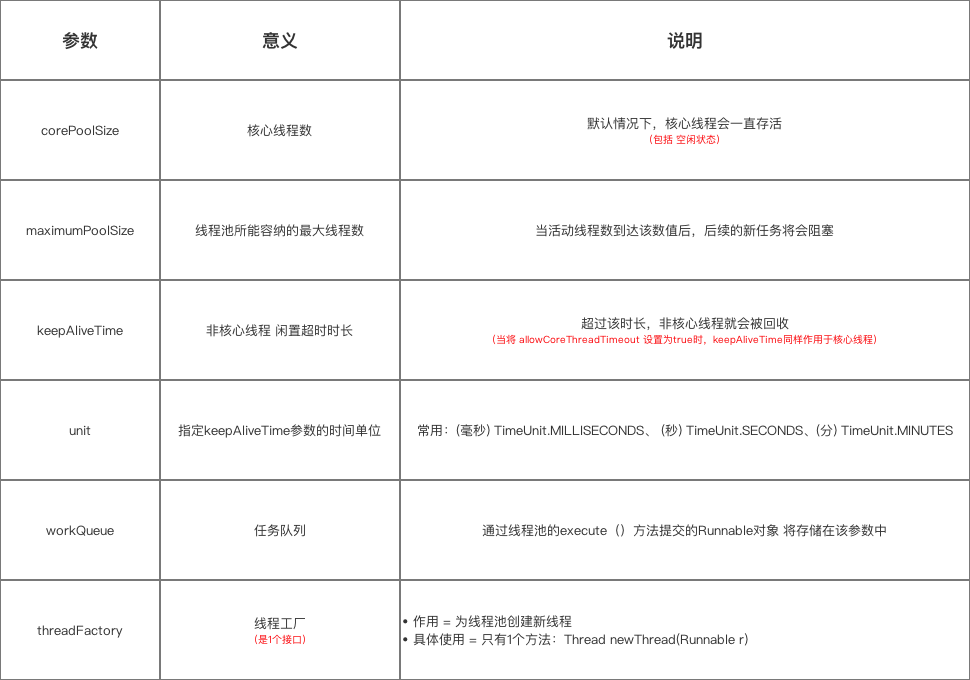 参数
意义
说明
corePoolSize
核心线程数
默认情况下，核心线程会一直存活
(包括 空闲状态)
maximumPoolSize
线程池所能容纳的最大线程数
当活动线程数到达该数值后，后续的新任务将会阻塞
keepAliveTime
非核心线程 闲置超时时长
超过该时长，非核心线程就会被回收
(当将 allowCoreThreadTimeout 设置为true时，keepAliveTime同样作用于核心线程)
unit
指定keepAliveTime参数的时间单位
常用：(毫秒) TimeUnit.MILLISECONDS、 (秒) TimeUnit.SECONDS、(分) TimeUnit.MINUTES
workQueue
任务队列
通过线程池的execute（）方法提交的Runnable对象 将存储在该参数中
threadFactory
线程工厂
(是1个接口)
• 作用 = 为线程池创建新线程
• 具体使用 = 只有1个方法：Thread newThread(Runnable r)